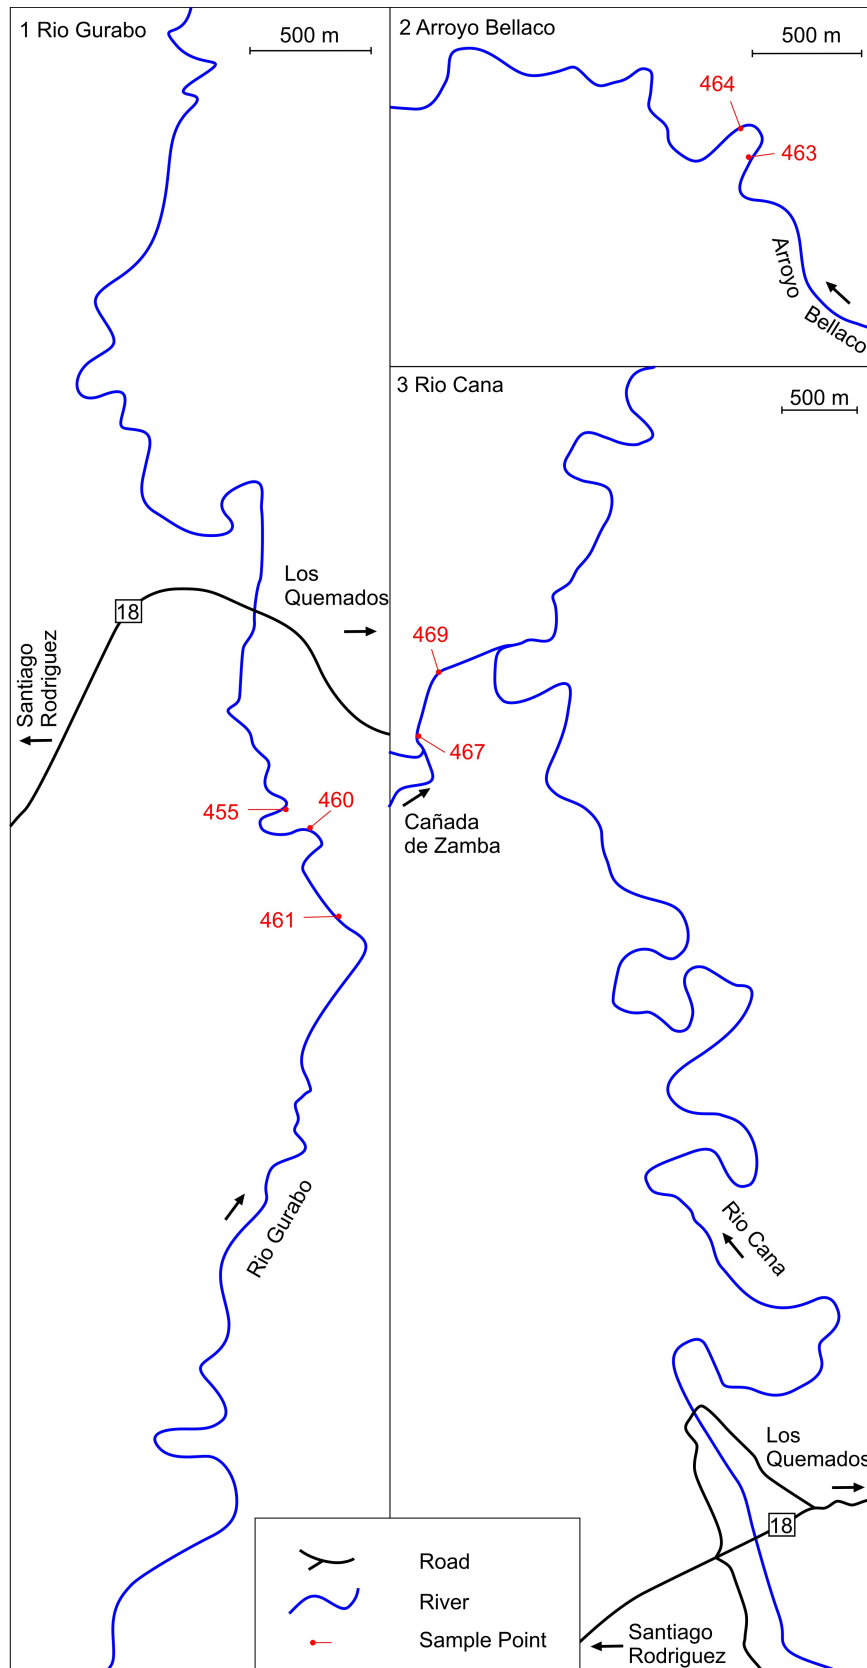 1 Rio Gurabo
500 m
Los
Quemados
18
Santiago
Rodriguez
455
460
461
Rio Gurabo
2 Arroyo Bellaco
500 m
464
463
Arroyo
Bellaco
3 Rio Cana
500 m
469
467
Cañada
de Zamba
Rio Cana
Los
Quemados
18
Santiago
Rodriguez
Road
River
Sample Point